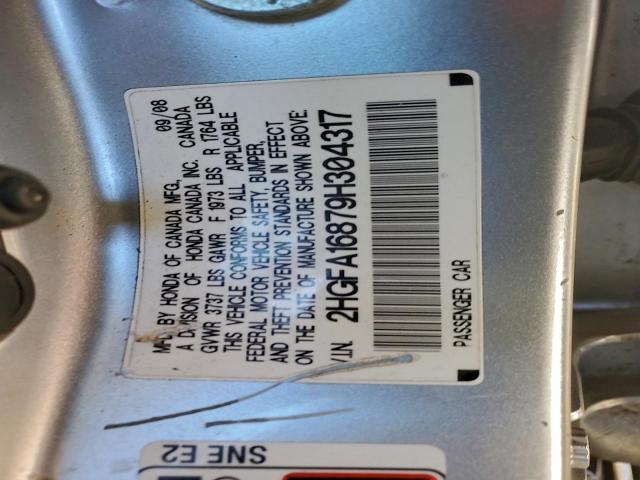 MFD. BY HONDA OF CANADA MFG., 09/08
A DIVISION OF HONDA CANADA INC. CANADA
GVWR 3737 LBS GAWR F 1973 LBS R 1764 LBS
THIS VEHICLE CONFORMS TO ALL APPLICABLE
FEDERAL MOTOR VEHICLE SAFETY, BUMPER,
AND THEFT PREVENTION STANDARDS IN EFFECT
ON THE DATE OF MANUFACTURE SHOWN ABOVE:
V.I.N. 2HGFA16879H304317
PASSENGER CAR
SNE E2